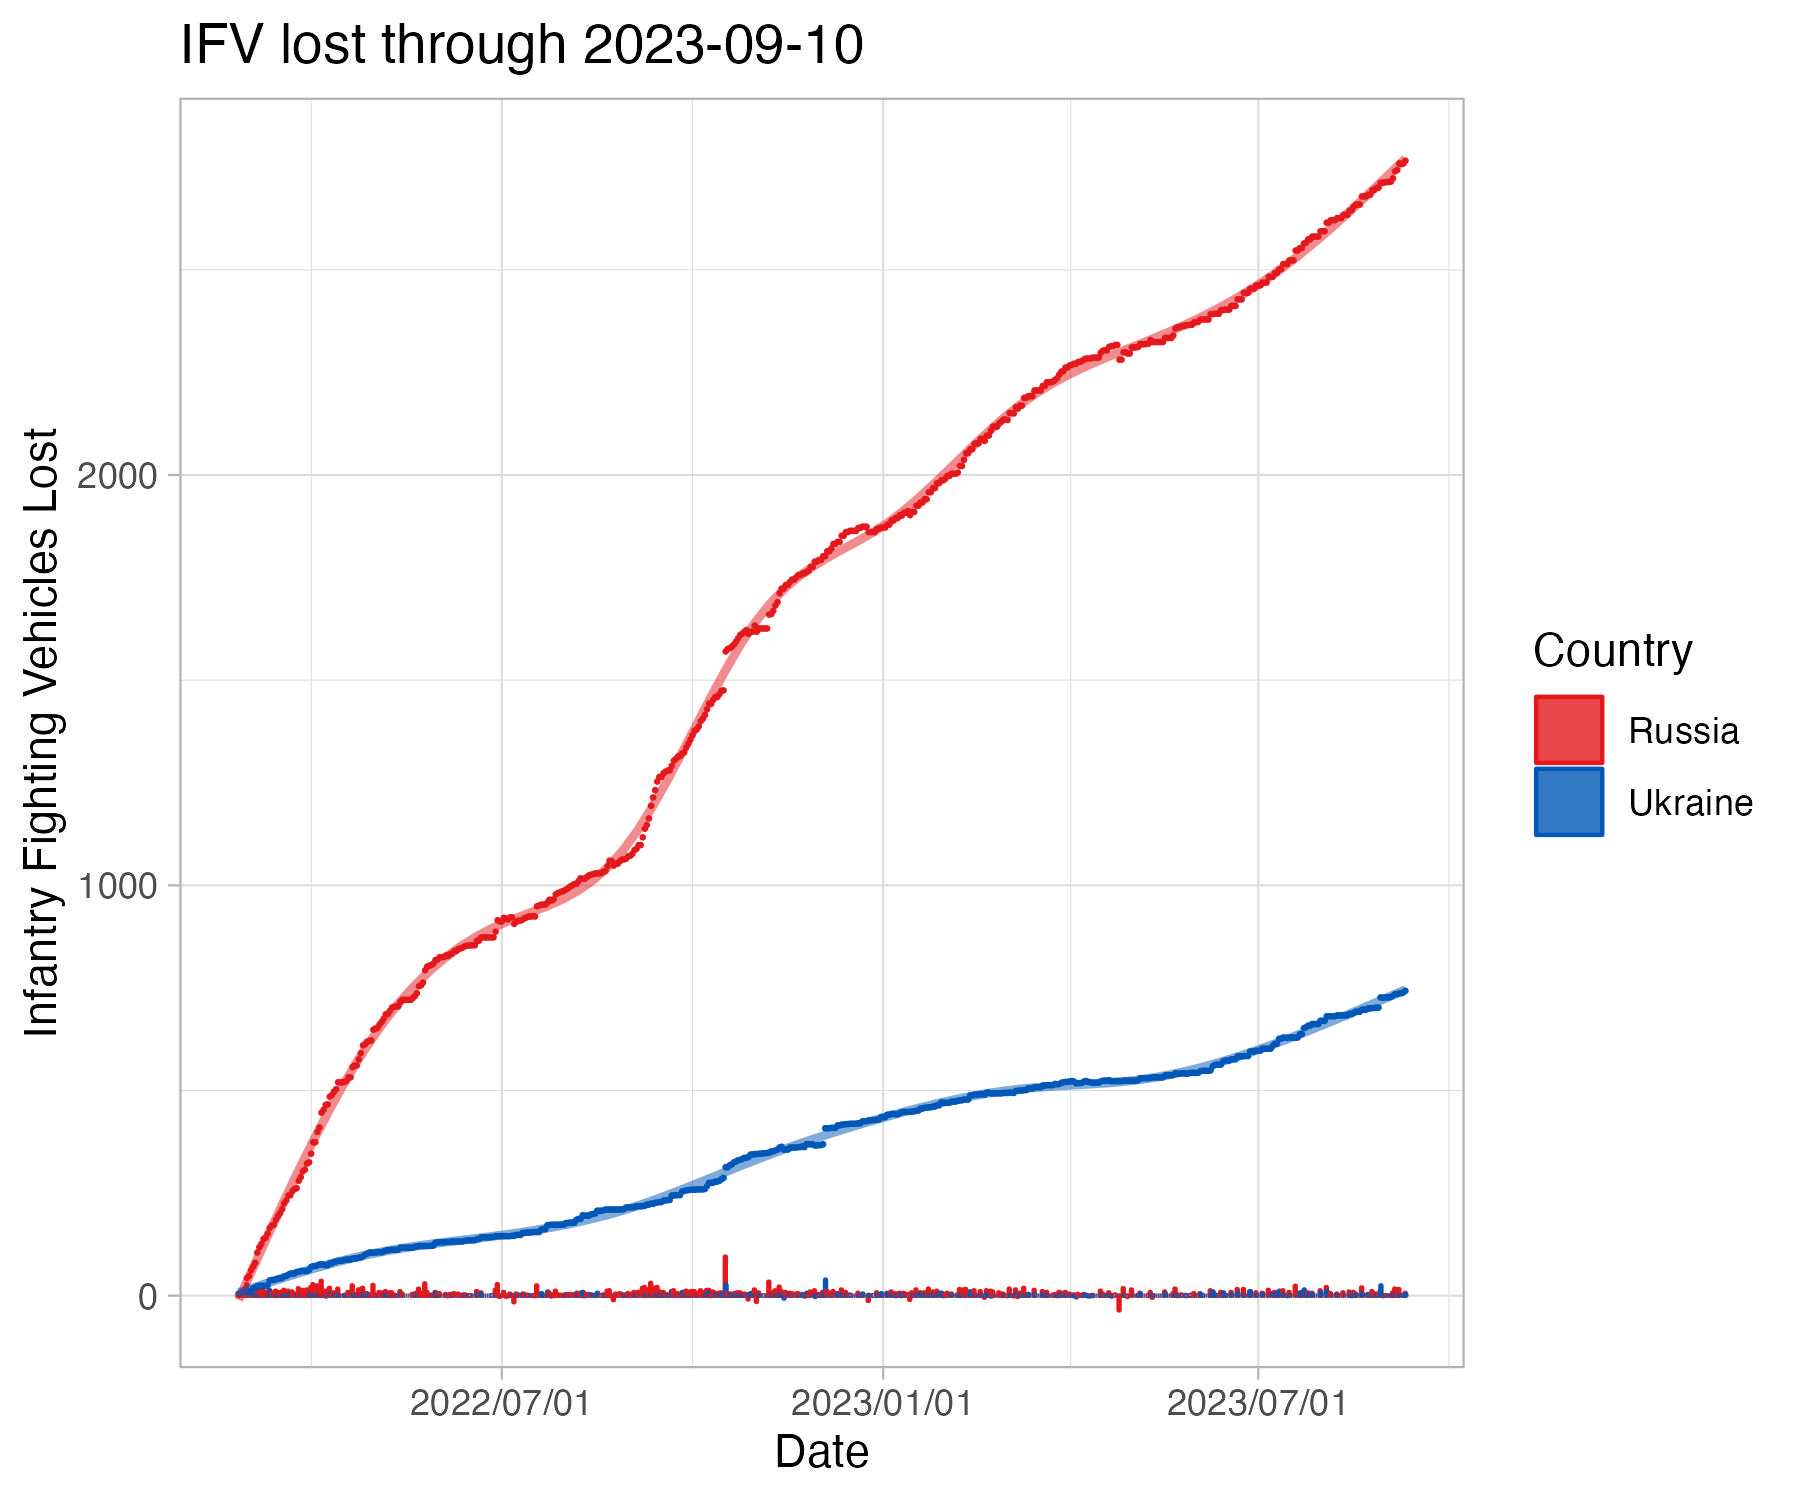 IFV lost through 2023-09-10
Infantry Fighting Vehicles Lost
2000
1000
0
2022/07/01
2023/01/01
2023/07/01
Date
Country
Russia
Ukraine